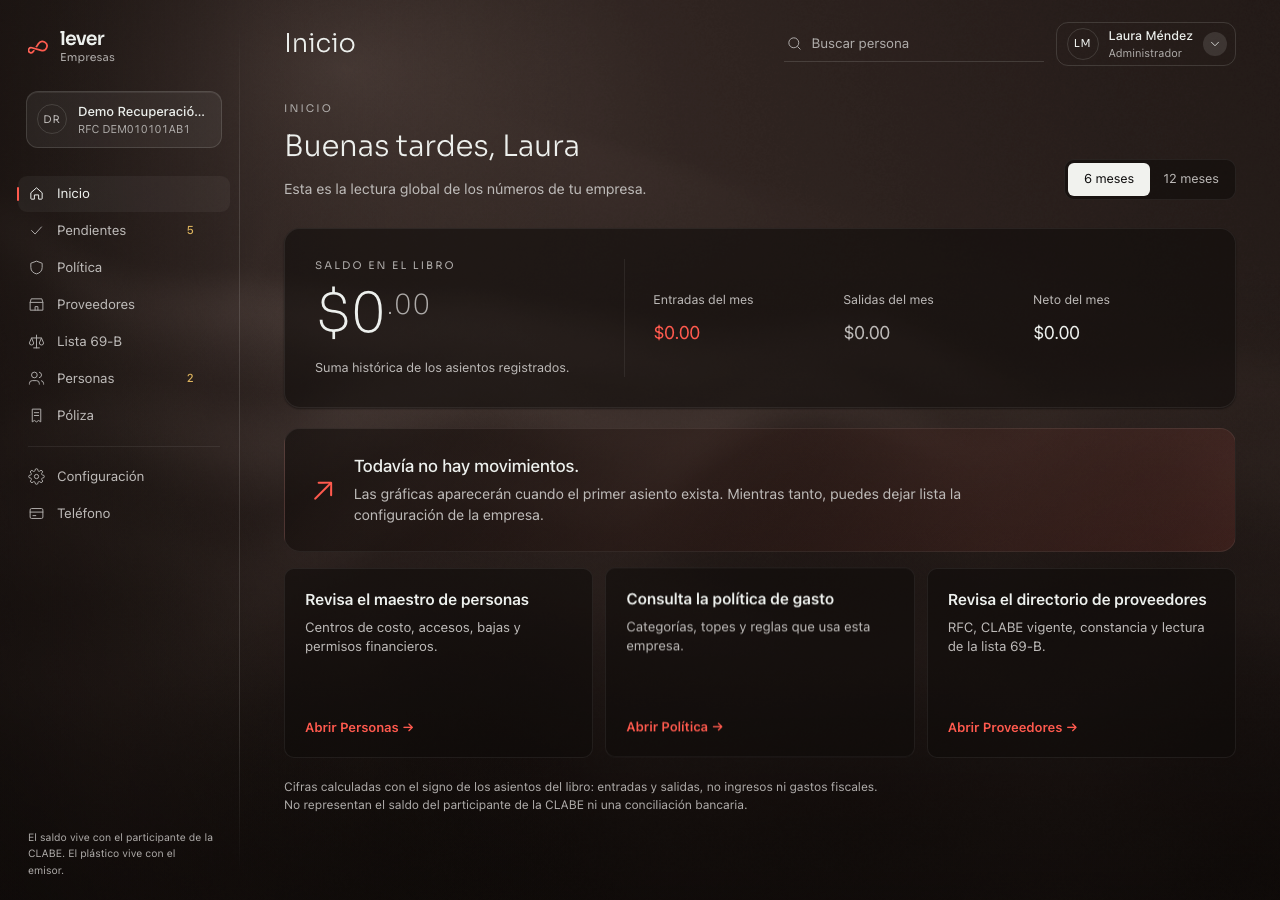 lever
Empresas
DR
Demo Recuperació...
RFC DEM010101AB1
Inicio
Pendientes 5
Política
Proveedores
Lista 69-B
Personas 2
Póliza
Configuración
Teléfono
El saldo vive con el participante de la
CLABE. El plástico vive con el
emisor.
Inicio
Buscar persona
LM
Laura Méndez
Administrador
INICIO
Buenas tardes, Laura
Esta es la lectura global de los números de tu empresa.
6 meses 12 meses
SALDO EN EL LIBRO
$0.00
Suma histórica de los asientos registrados.
Entradas del mes Salidas del mes Neto del mes
$0.00 $0.00 $0.00
Todavía no hay movimientos.
Las gráficas aparecerán cuando el primer asiento exista. Mientras tanto, puedes dejar lista la
configuración de la empresa.
Revisa el maestro de personas
Centros de costo, accesos, bajas y
permisos financieros.
Abrir Personas →
Consulta la política de gasto
Categorías, topes y reglas que usa esta
empresa.
Abrir Política →
Revisa el directorio de proveedores
RFC, CLABE vigente, constancia y lectura
de la lista 69-B.
Abrir Proveedores →
Cifras calculadas con el signo de los asientos del libro: entradas y salidas, no ingresos ni gastos fiscales.
No representan el saldo del participante de la CLABE ni una conciliación bancaria.